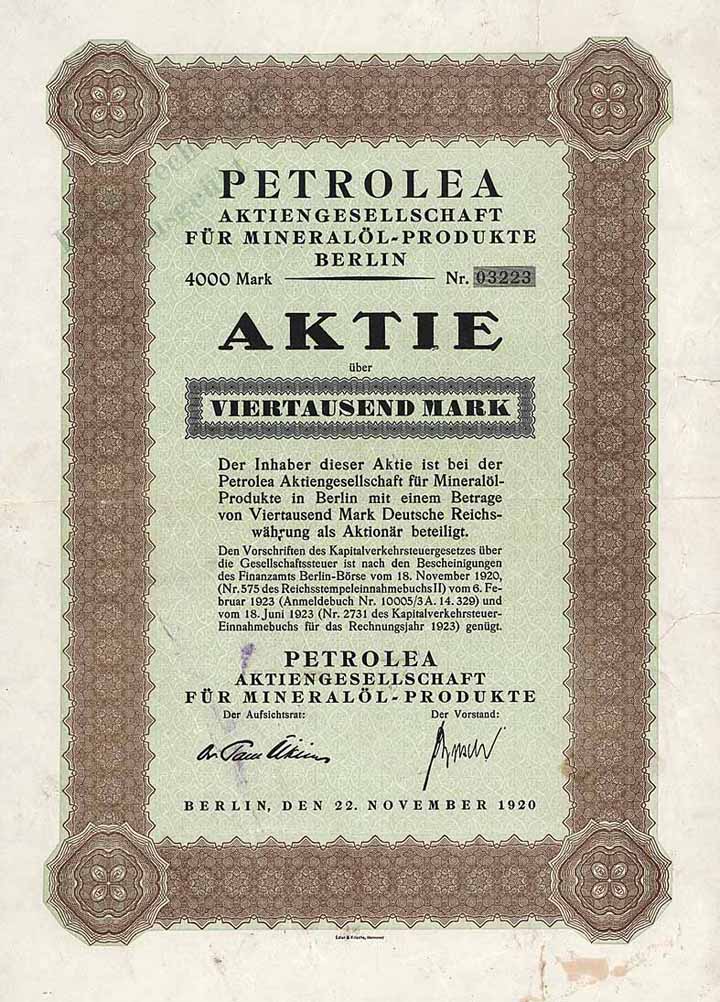 PETROLEA
AKTIENGESELLSCHAFT
FÜR MINERALÖL-PRODUKTE
BERLIN
4000 Mark Nr. 03223
AKTIE
über
VIERTAUSEND MARK
Der Inhaber dieser Aktie ist bei der
Petrolea Aktiengesellschaft für Mineralöl-
Produkte in Berlin mit einem Betrage
von Viertausend Mark Deutsche Reichs-
währung als Aktionär beteiligt.
Den Vorschriften des Kapitalverkehrsteuergesetzes über
die Gesellschaftssteuer ist nach den Bescheinigungen
des Finanzamts Berlin-Börse vom 18. November 1920,
(Nr. 575 des Reichsstempeleinnahmebuchs II) vom 6. Fe-
bruar 1923 (Anmeldebuch Nr. 10005/3 A. 14. 329) und
vom 18. Juni 1923 (Nr. 2731 des Kapitalverkehrsteuer-
Einnahmebuchs für das Rechnungsjahr 1923) genügt.
PETROLEA
AKTIENGESELLSCHAFT
FÜR MINERALÖL-PRODUKTE
Der Aufsichtsrat: Der Vorstand:
BERLIN, DEN 22. NOVEMBER 1920